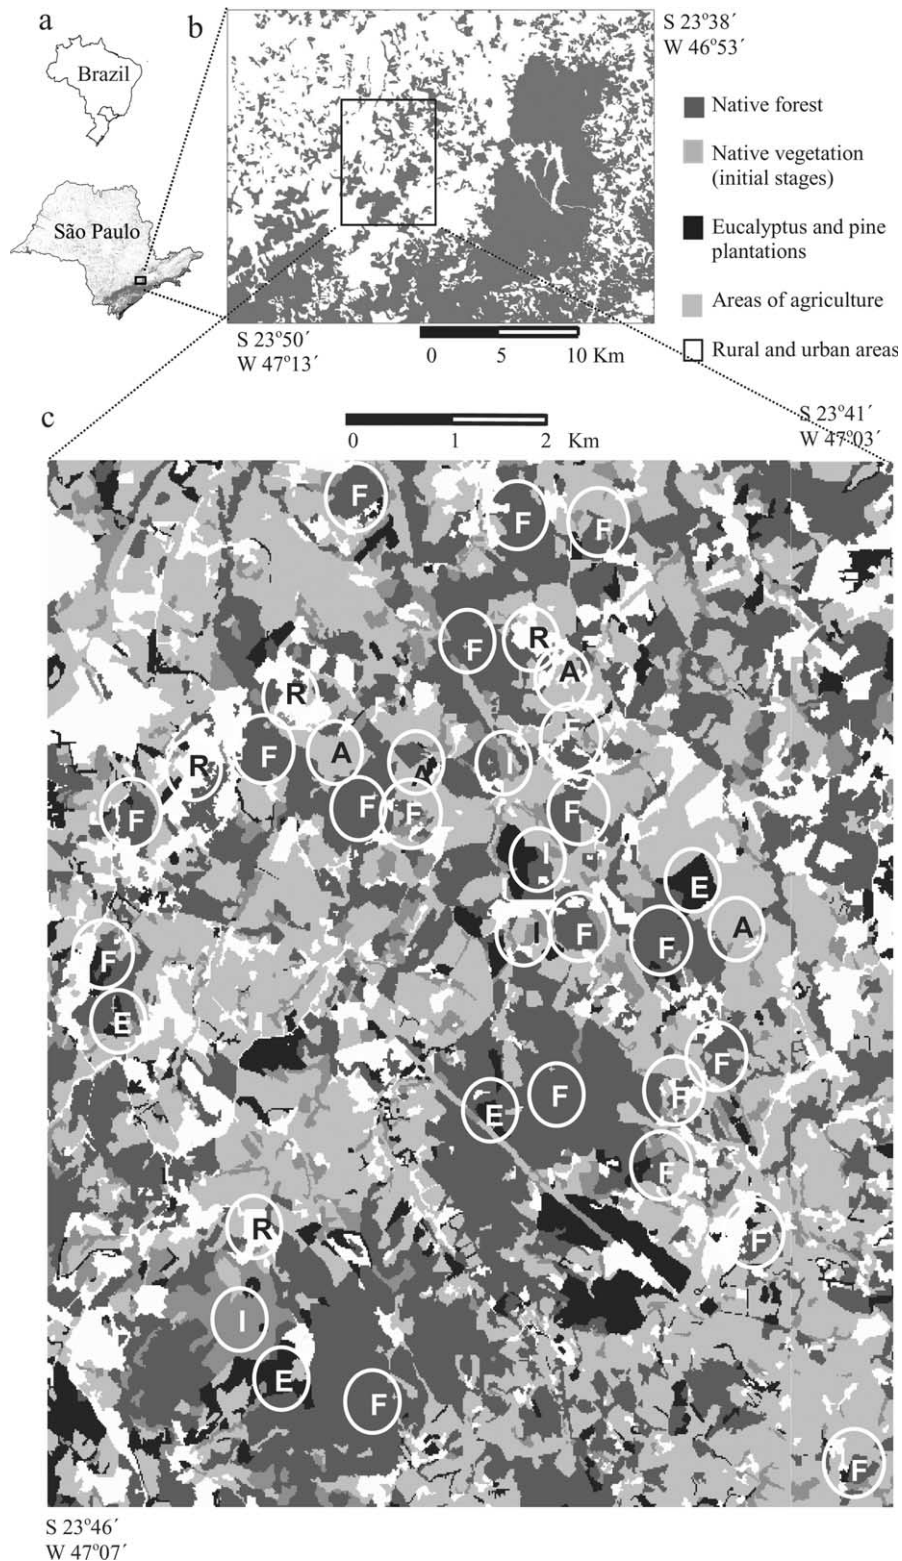 a
b
S 23°38´
W 46°53´
Brazil
Native forest
Native vegetation
(initial stages)
São Paulo
Eucalyptus and pine
plantations
Areas of agriculture
S 23°50´
W 47°13´
0 5 10 Km
Rural and urban areas
c
S 23°41´
W 47°03´
0 1 2 Km
F
F
F
F
R
A
R
F
F
A
I
R
A
F
F
F
F
I
E
F
I
F
F
A
E
F
F
E
F
F
R
F
I
E
F
F
S 23°46´
W 47°07´